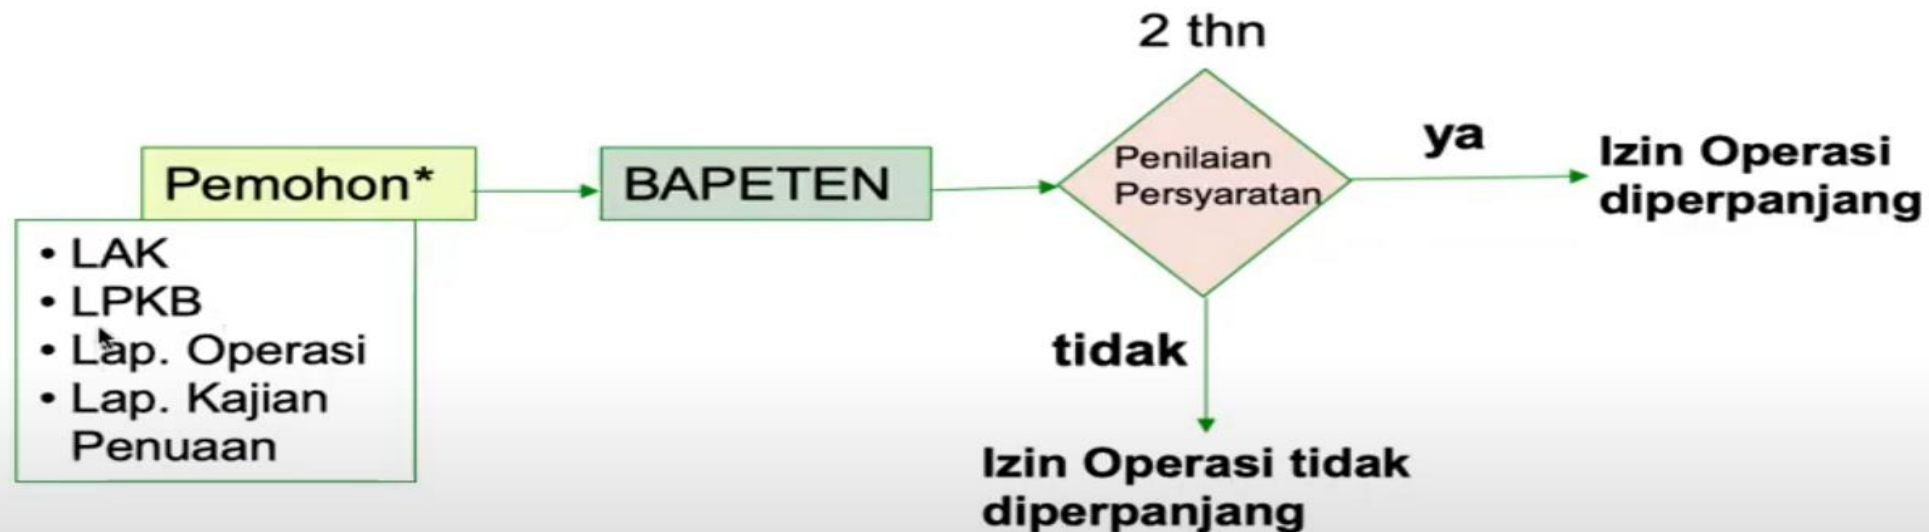 2 thn
Pemohon*
BAPETEN
Penilaian
Persyaratan
ya
Izin Operasi
diperpanjang
• LAK
• LPKB
• Lap. Operasi
• Lap. Kajian
Penuaan
tidak
Izin Operasi tidak
diperpanjang